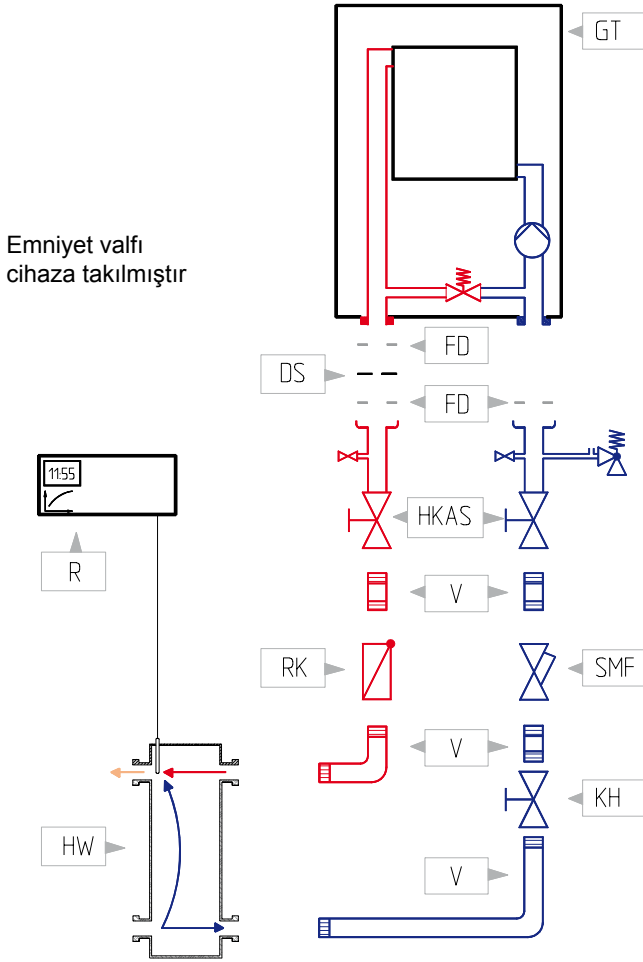 GT
Emniyet valfı
cihaza takılmıştır
FD
DS
FD
11:55
HKAS
R
V
RK
SMF
V
KH
HW
V